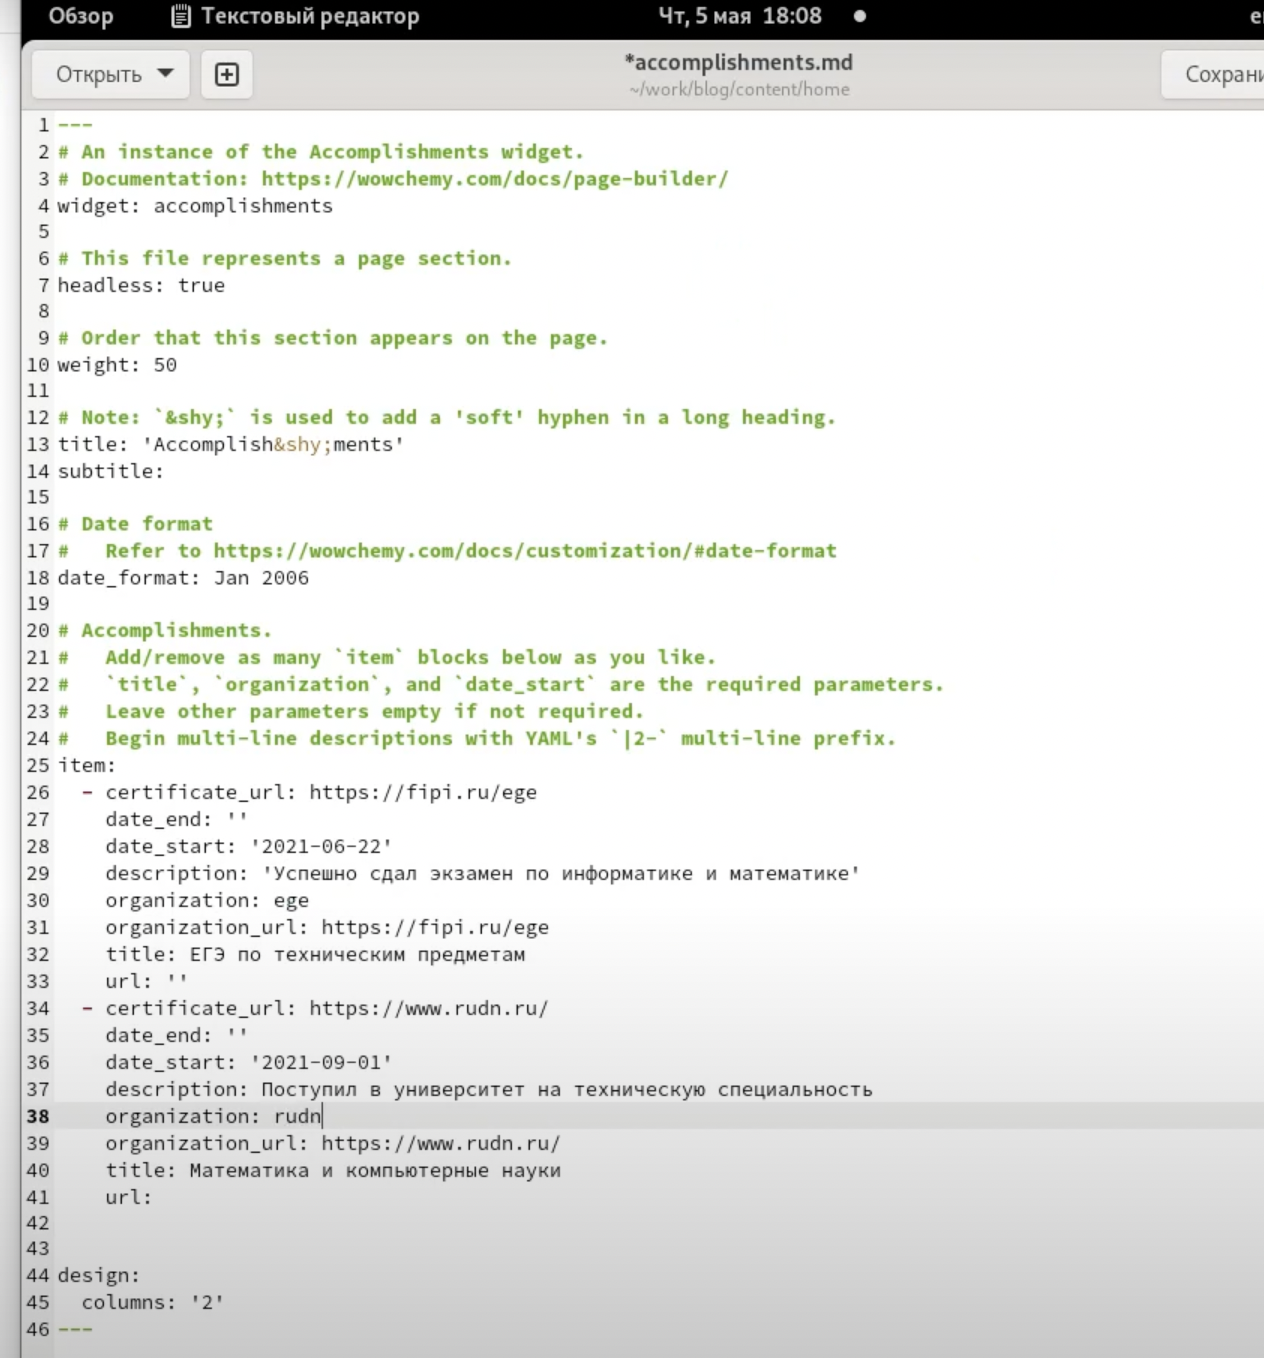 Обзор Текстовый редактор Чт, 5 мая 18:08
Открыть *accomplishments.md
~/work/blog/content/home
1 ---
2 # An instance of the Accomplishments widget.
3 # Documentation: https://wowchemy.com/docs/page-builder/
4 widget: accomplishments
5
6 # This file represents a page section.
7 headless: true
8
9 # Order that this section appears on the page.
10 weight: 50
11
12 # Note: `&shy;` is used to add a 'soft' hyphen in a long heading.
13 title: 'Accomplish&shy;ments'
14 subtitle:
15
16 # Date format
17 #   Refer to https://wowchemy.com/docs/customization/#date-format
18 date_format: Jan 2006
19
20 # Accomplishments.
21 #   Add/remove as many `item` blocks below as you like.
22 #   `title`, `organization`, and `date_start` are the required parameters.
23 #   Leave other parameters empty if not required.
24 #   Begin multi-line descriptions with YAML's `|2-` multi-line prefix.
25 item:
26   - certificate_url: https://fipi.ru/ege
27     date_end: ''
28     date_start: '2021-06-22'
29     description: 'Успешно сдал экзамен по информатике и математике'
30     organization: ege
31     organization_url: https://fipi.ru/ege
32     title: ЕГЭ по техническим предметам
33     url: ''
34   - certificate_url: https://www.rudn.ru/
35     date_end: ''
36     date_start: '2021-09-01'
37     description: Поступил в университет на техническую специальность
38     organization: rudn
39     organization_url: https://www.rudn.ru/
40     title: Математика и компьютерные науки
41     url:
42
43
44 design:
45   columns: '2'
46 ---